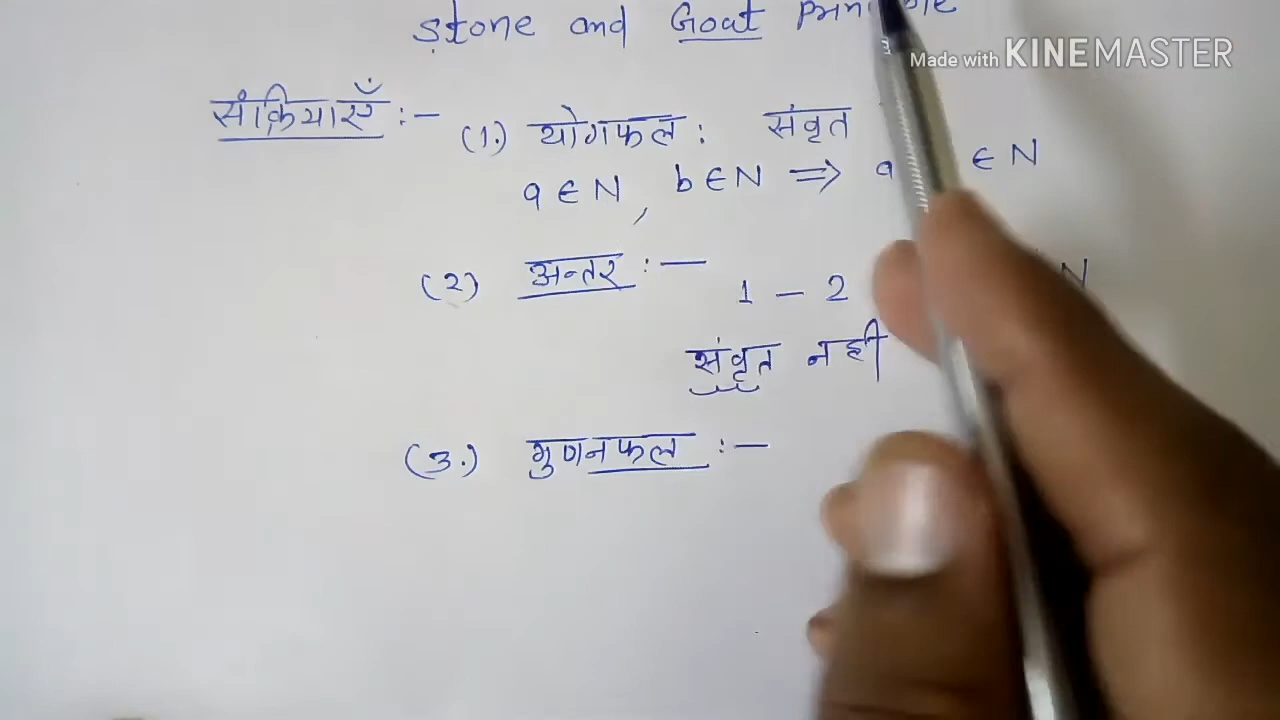 stone and Goat
Made with KINEMASTER
संक्रियाएँ :-
(1.) योगफल : संवृत
a ∈ N, b ∈ N ⇒ a ∈ N
(2) अन्तर :-
1 - 2 N
संवृत नही
(3.) गुणनफल :-